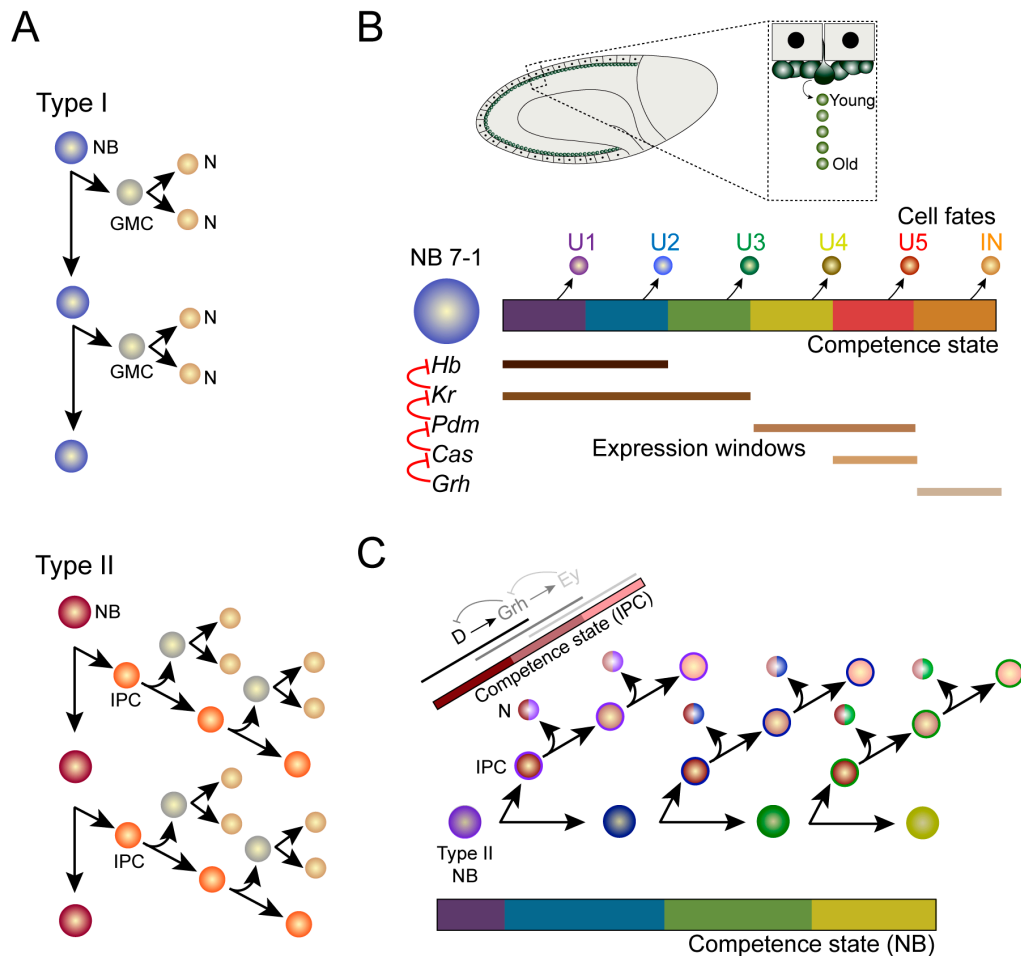 A
Type I
NB
N
N
GMC
N
N
GMC
Type II
NB
IPC
IPC
B
Young
Old
Cell fates
NB 7-1
U1 U2 U3 U4 U5 IN
Competence state
Hb
Kr
Pdm
Cas
Grh
Expression windows
C
D Grh Ey
Competence state (IPC)
N
IPC
Type II
NB
Competence state (NB)